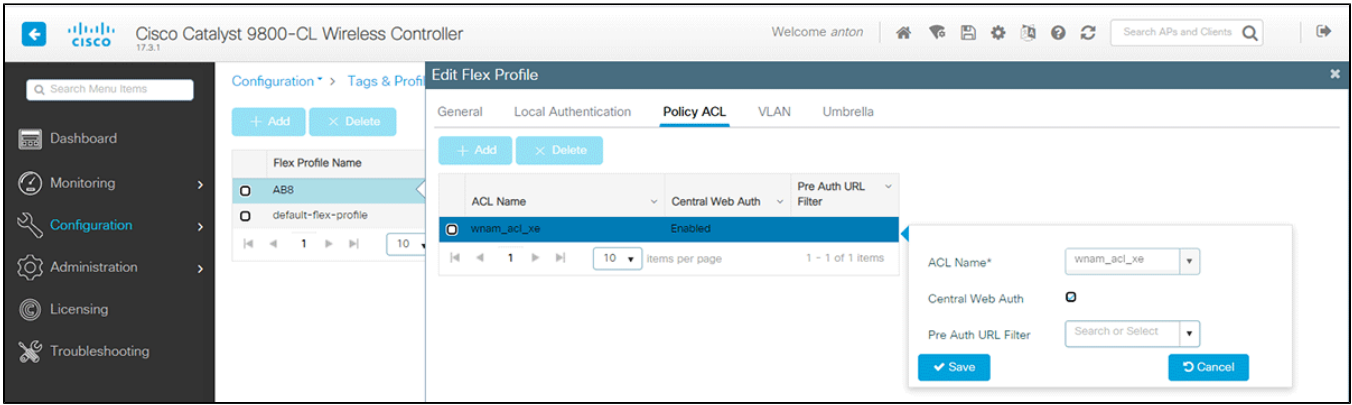 CISCO
Cisco Catalyst 9800-CL Wireless Controller
17.3.1
Welcome anton
Search APs and Clients
Search Menu Items
Dashboard
Monitoring
Configuration
Administration
Licensing
Troubleshooting
Configuration > Tags & Profil
+ Add
× Delete
Flex Profile Name
AB8
default-flex-profile
1
10
Edit Flex Profile
General Local Authentication Policy ACL VLAN Umbrella
+ Add
× Delete
ACL Name Central Web Auth Pre Auth URL Filter
wnam_acl_xe Enabled
1 10 items per page 1 - 1 of 1 items
ACL Name* wnam_acl_xe
Central Web Auth
Pre Auth URL Filter Search or Select
Save Cancel